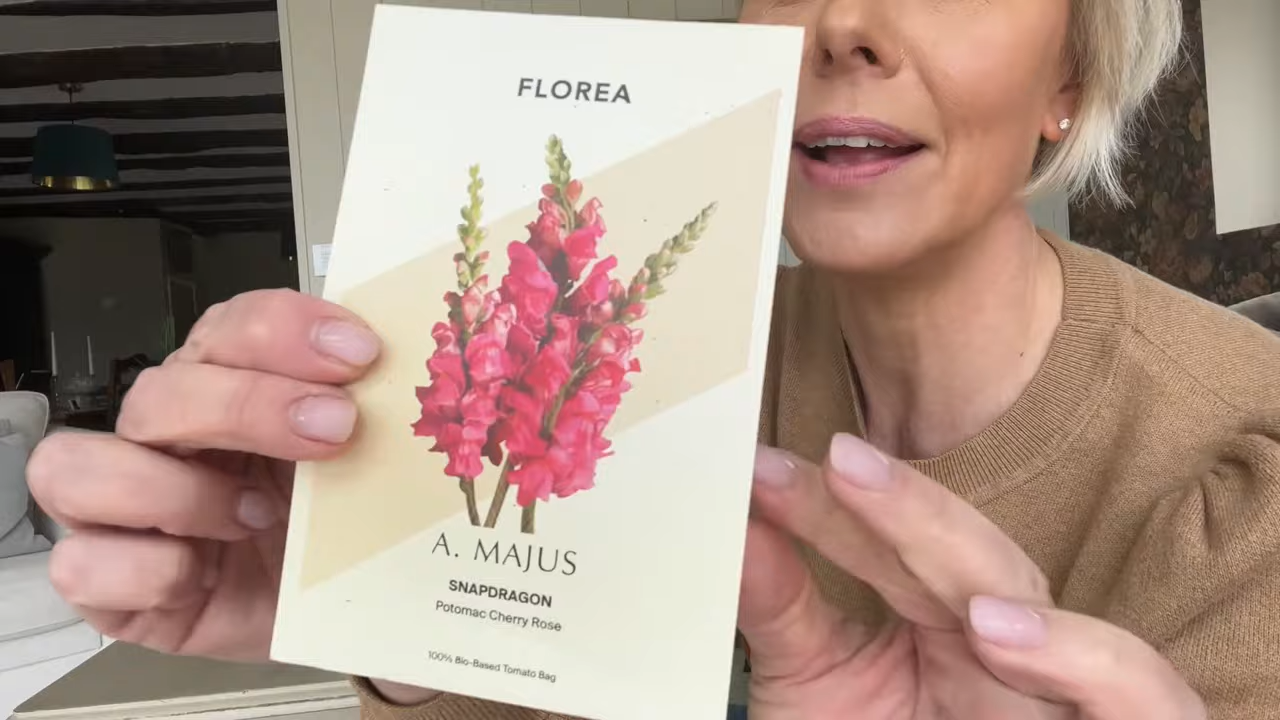 FLOREA
A. MAJUS
SNAPDRAGON
Potomac Cherry Rose
100% Bio-Based Tomato Bag